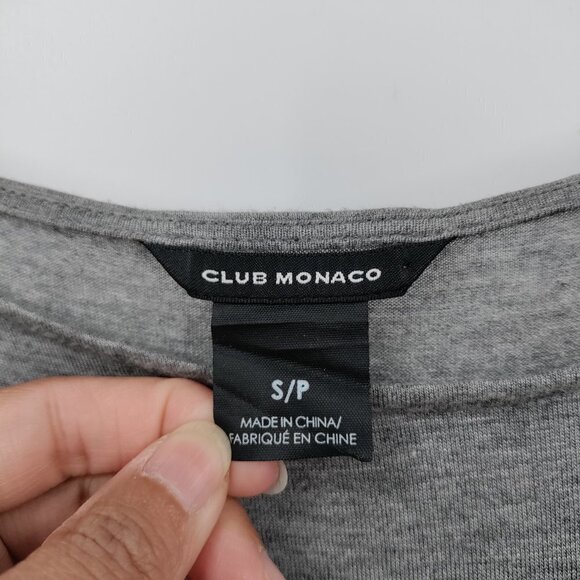 CLUB MONACO
S/P
MADE IN CHINA/
FABRIQUÉ EN CHINE